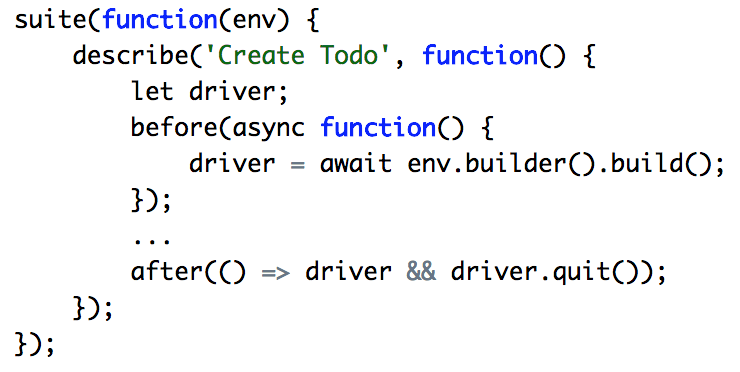 suite(function(env) {
    describe('Create Todo', function() {
        let driver;
        before(async function() {
            driver = await env.builder().build();
        });
        ...
        after(() => driver && driver.quit());
    });
});